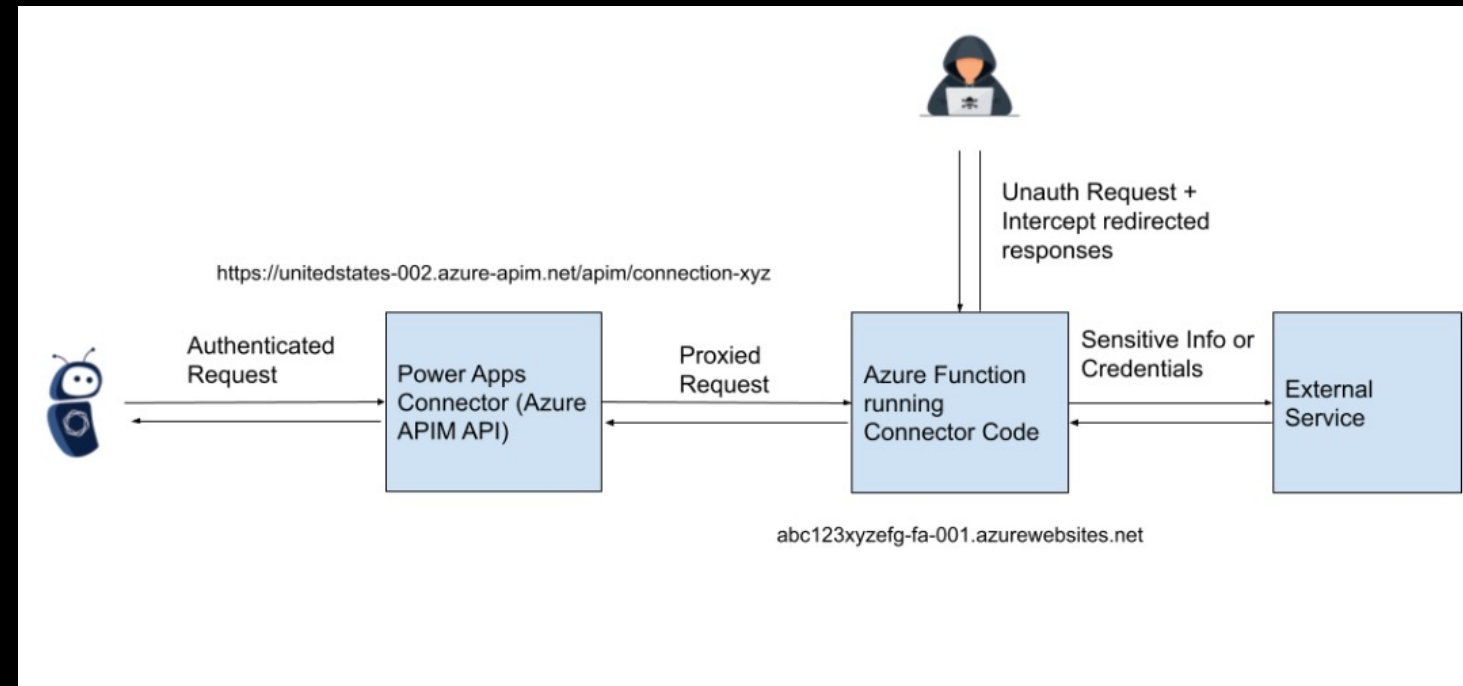 Unauth Request +
Intercept redirected
responses
https://unitedstates-002.azure-apim.net/apim/connection-xyz
Authenticated
Request
Power Apps
Connector (Azure
APIM API)
Proxied
Request
Azure Function
running
Connector Code
Sensitive Info or
Credentials
External
Service
abc123xyzefg-fa-001.azurewebsites.net